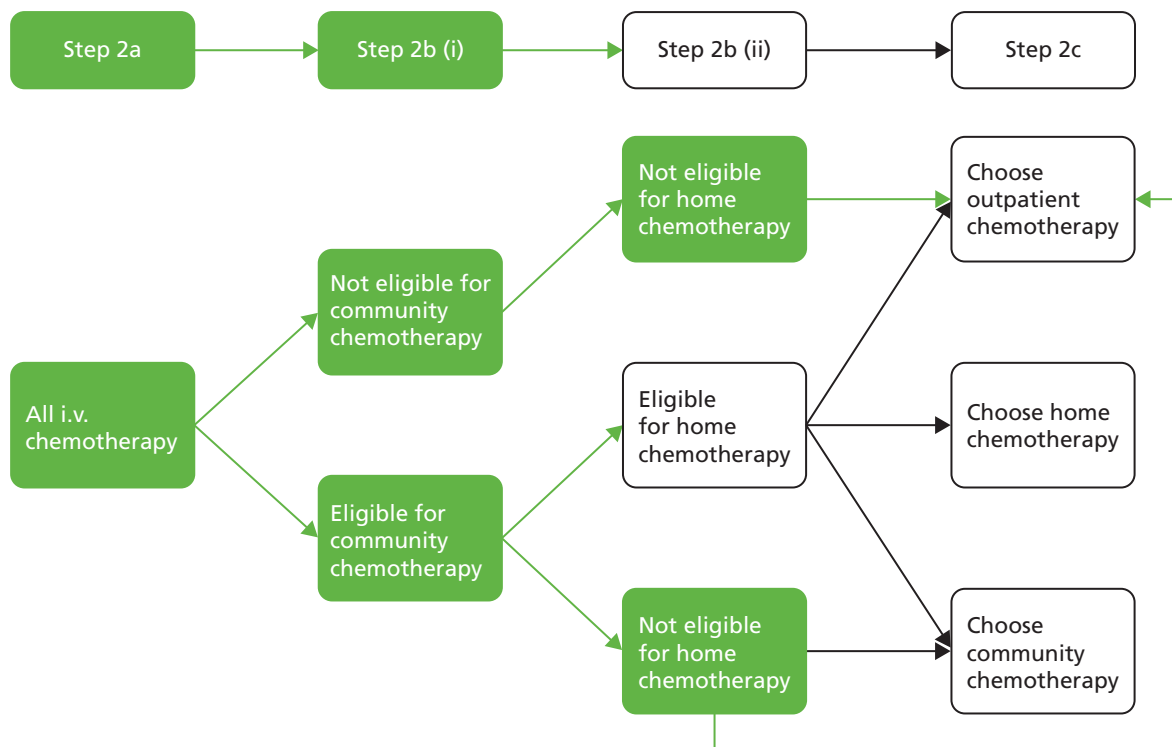 Step 2a
Step 2b (i)
Step 2b (ii)
Step 2c
All i.v.
chemotherapy
Not eligible for
community
chemotherapy
Eligible for
community
chemotherapy
Not eligible
for home
chemotherapy
Eligible
for home
chemotherapy
Not eligible
for home
chemotherapy
Choose
outpatient
chemotherapy
Choose home
chemotherapy
Choose
community
chemotherapy